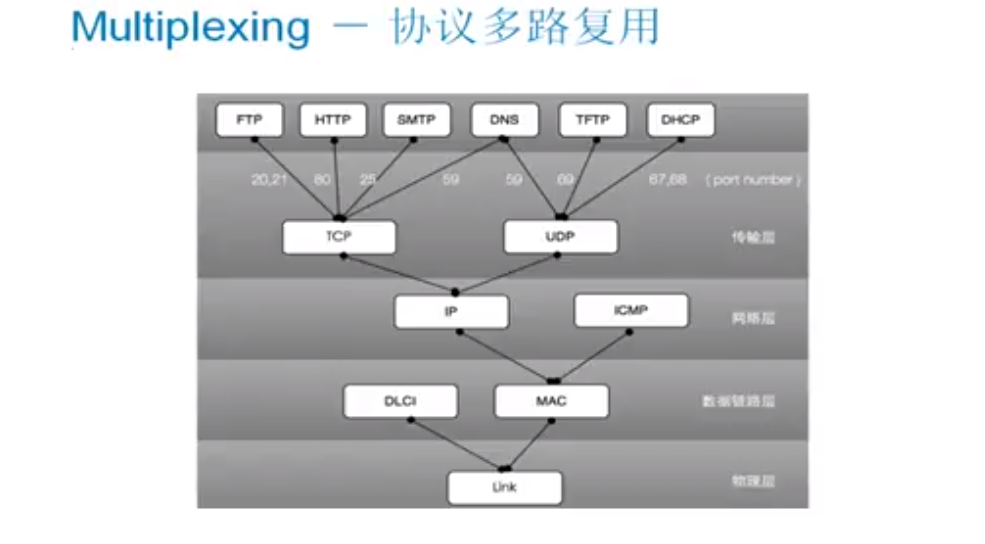 Multiplexing － 协议多路复用
FTP HTTP SMTP DNS TFTP DHCP
20,21 80 25 59 59 69 67,68 (port number)
TCP UDP 传输层
IP ICMP 网络层
DLCI MAC 数据链路层
Link 物理层